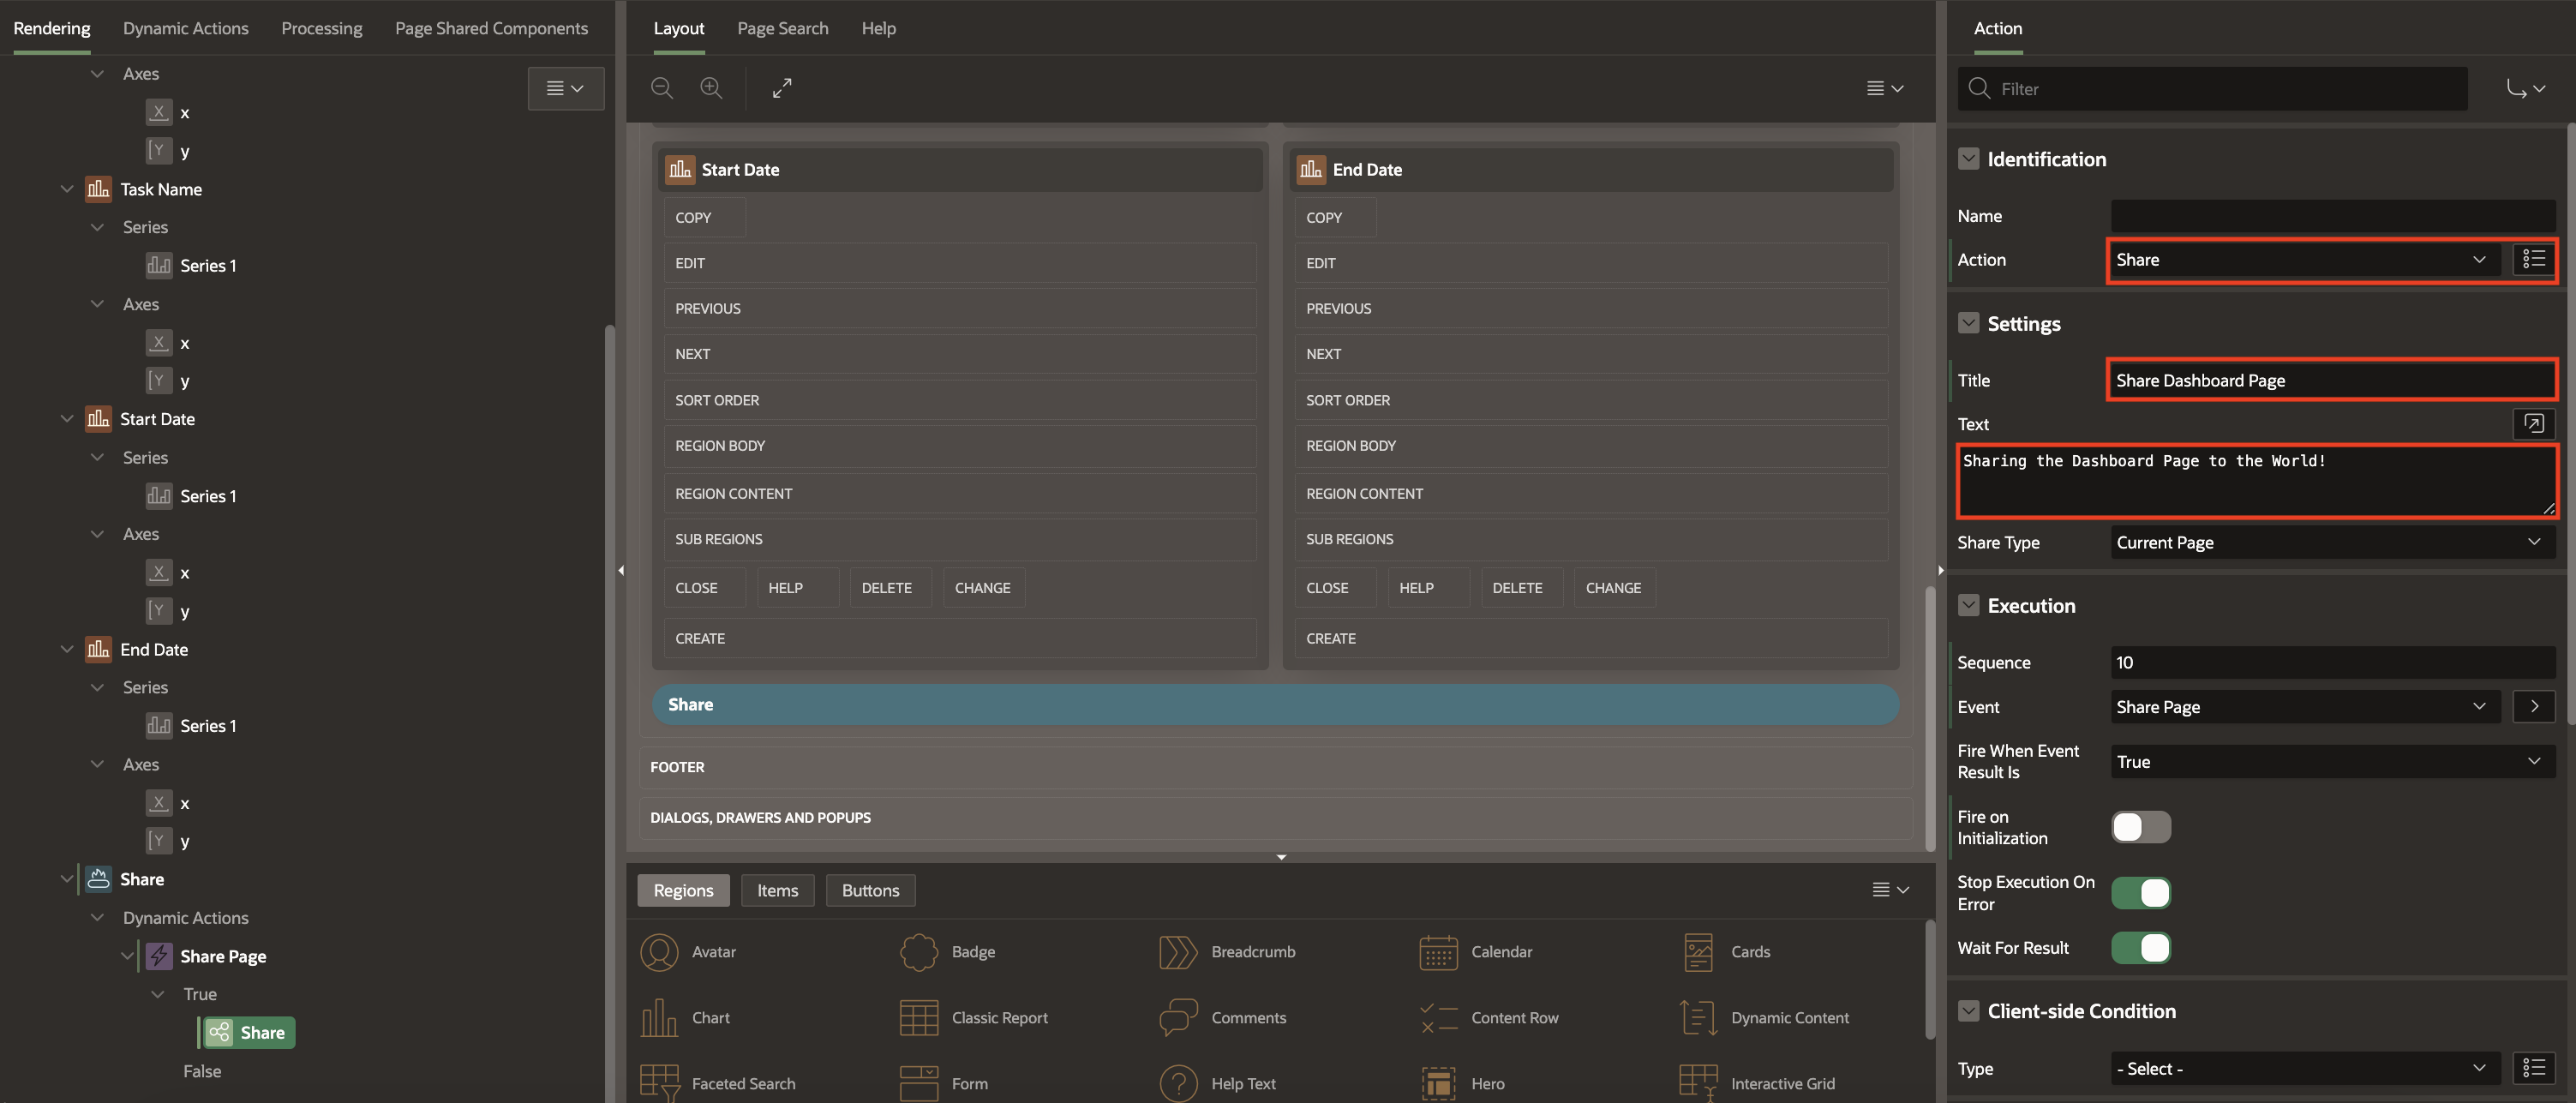 Rendering
Dynamic Actions
Processing
Page Shared Components
Axes
x
y
Task Name
Series
Series 1
Axes
x
y
Start Date
Series
Series 1
Axes
x
y
End Date
Series
Series 1
Axes
x
y
Share
Dynamic Actions
Share Page
True
Share
False
Layout
Page Search
Help
Start Date
COPY
EDIT
PREVIOUS
NEXT
SORT ORDER
REGION BODY
REGION CONTENT
SUB REGIONS
CLOSE
HELP
DELETE
CHANGE
CREATE
End Date
COPY
EDIT
PREVIOUS
NEXT
SORT ORDER
REGION BODY
REGION CONTENT
SUB REGIONS
CLOSE
HELP
DELETE
CHANGE
CREATE
Share
FOOTER
DIALOGS, DRAWERS AND POPUPS
Regions
Items
Buttons
Avatar
Badge
Breadcrumb
Calendar
Cards
Chart
Classic Report
Comments
Content Row
Dynamic Content
Faceted Search
Form
Help Text
Hero
Interactive Grid
Action
Filter
Identification
Name
Action
Share
Settings
Title
Share Dashboard Page
Text
Sharing the Dashboard Page to the World!
Share Type
Current Page
Execution
Sequence
10
Event
Share Page
Fire When Event
Result Is
True
Fire on
Initialization
Stop Execution On
Error
Wait For Result
Client-side Condition
Type
- Select -